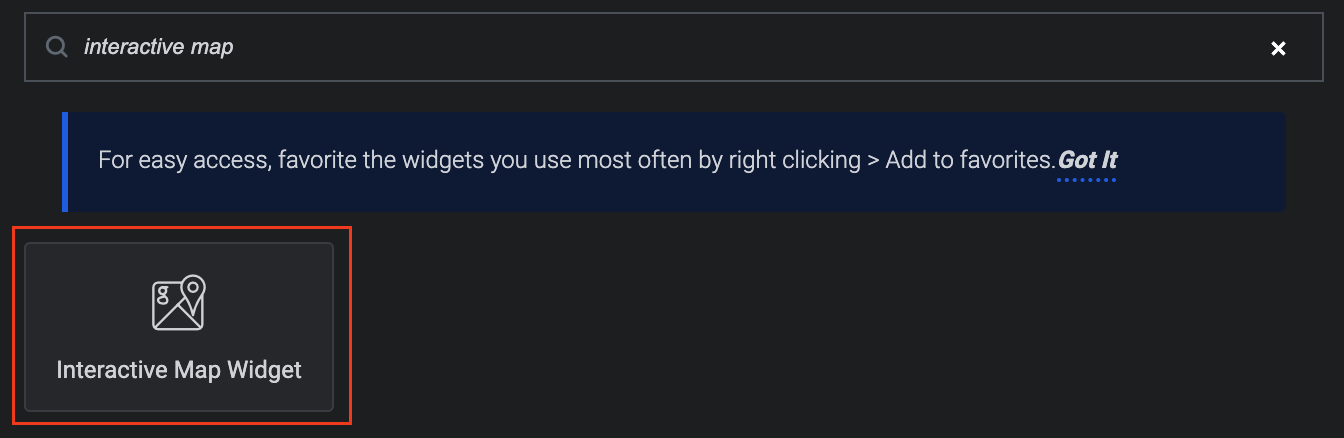 interactive map
For easy access, favorite the widgets you use most often by right clicking > Add to favorites.Got It
Interactive Map Widget